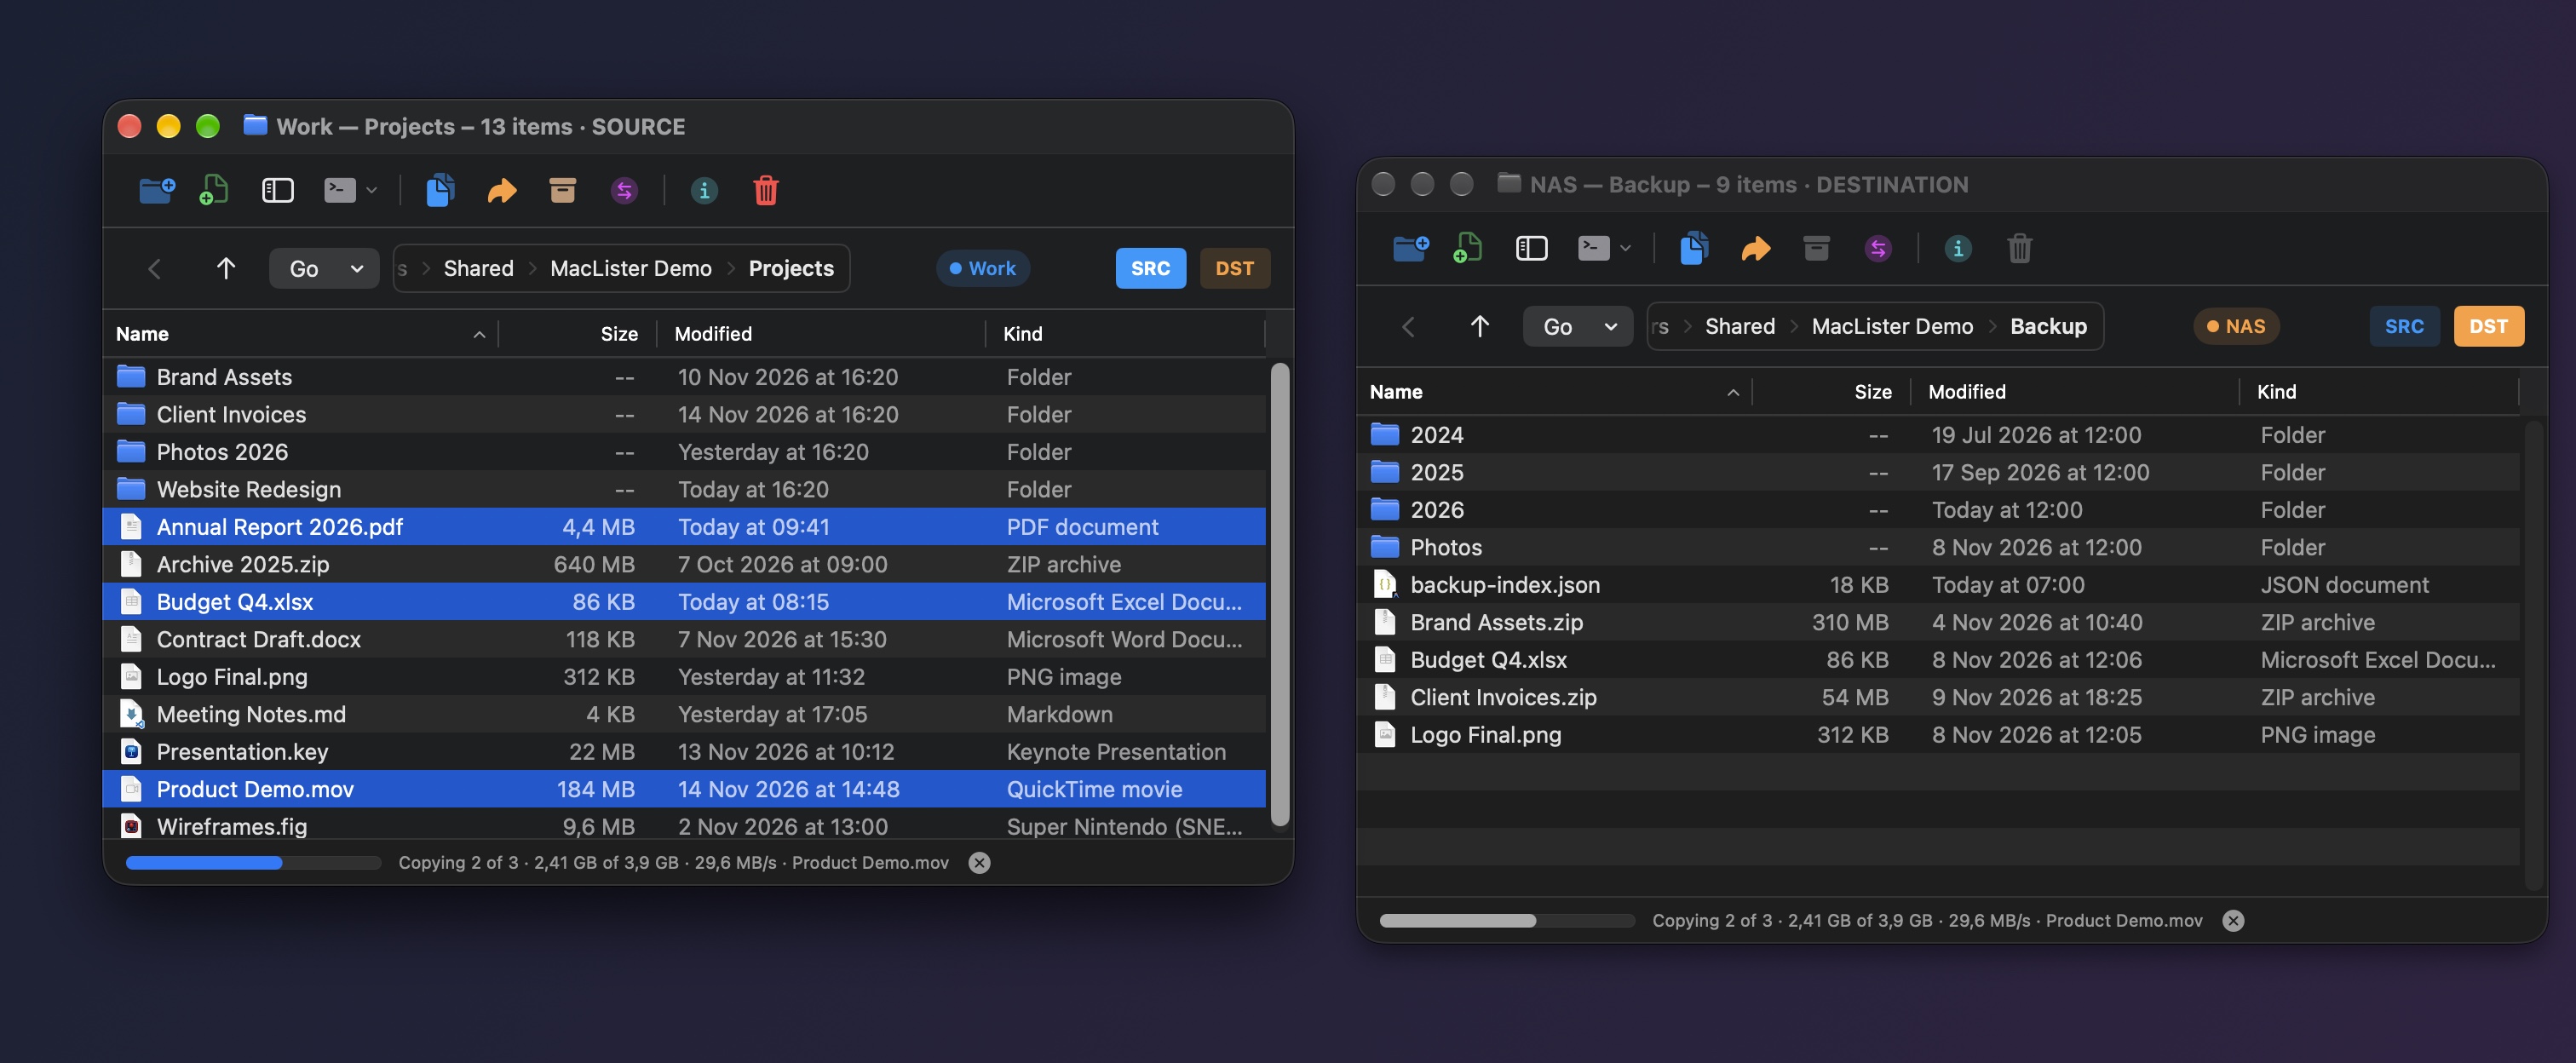 Work — Projects – 13 items · SOURCE
Go
s › Shared › MacLister Demo › Projects
Work
SRC
DST
Name Size Modified Kind
Brand Assets -- 10 Nov 2026 at 16:20 Folder
Client Invoices -- 14 Nov 2026 at 16:20 Folder
Photos 2026 -- Yesterday at 16:20 Folder
Website Redesign -- Today at 16:20 Folder
Annual Report 2026.pdf 4,4 MB Today at 09:41 PDF document
Archive 2025.zip 640 MB 7 Oct 2026 at 09:00 ZIP archive
Budget Q4.xlsx 86 KB Today at 08:15 Microsoft Excel Docu...
Contract Draft.docx 118 KB 7 Nov 2026 at 15:30 Microsoft Word Docu...
Logo Final.png 312 KB Yesterday at 11:32 PNG image
Meeting Notes.md 4 KB Yesterday at 17:05 Markdown
Presentation.key 22 MB 13 Nov 2026 at 10:12 Keynote Presentation
Product Demo.mov 184 MB 14 Nov 2026 at 14:48 QuickTime movie
Wireframes.fig 9,6 MB 2 Nov 2026 at 13:00 Super Nintendo (SNE...
Copying 2 of 3 · 2,41 GB of 3,9 GB · 29,6 MB/s · Product Demo.mov
NAS — Backup – 9 items · DESTINATION
Go
rs › Shared › MacLister Demo › Backup
NAS
SRC
DST
Name Size Modified Kind
2024 -- 19 Jul 2026 at 12:00 Folder
2025 -- 17 Sep 2026 at 12:00 Folder
2026 -- Today at 12:00 Folder
Photos -- 8 Nov 2026 at 12:00 Folder
backup-index.json 18 KB Today at 07:00 JSON document
Brand Assets.zip 310 MB 4 Nov 2026 at 10:40 ZIP archive
Budget Q4.xlsx 86 KB 8 Nov 2026 at 12:06 Microsoft Excel Docu...
Client Invoices.zip 54 MB 9 Nov 2026 at 18:25 ZIP archive
Logo Final.png 312 KB 8 Nov 2026 at 12:05 PNG image
Copying 2 of 3 · 2,41 GB of 3,9 GB · 29,6 MB/s · Product Demo.mov